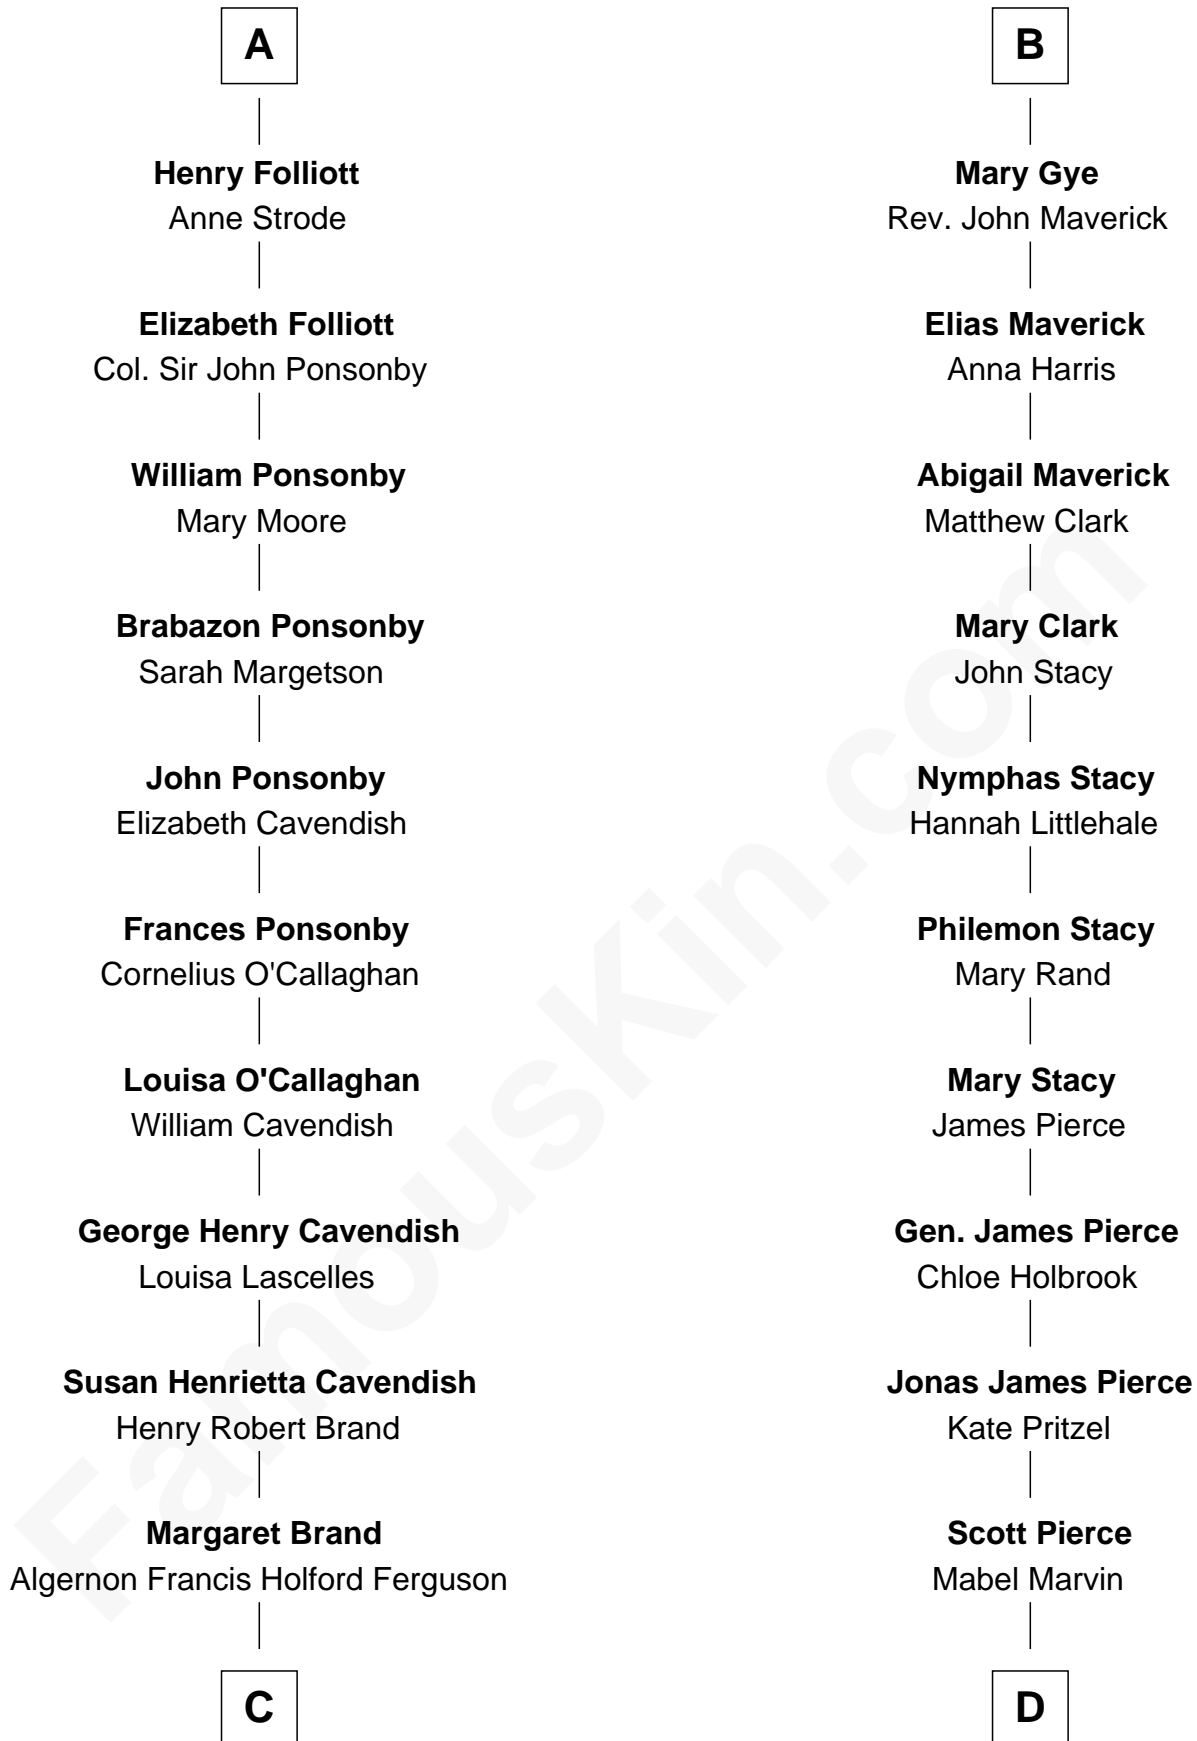 A
Henry Folliott
Anne Strode
Elizabeth Folliott
Col. Sir John Ponsonby
William Ponsonby
Mary Moore
Brabazon Ponsonby
Sarah Margetson
John Ponsonby
Elizabeth Cavendish
Frances Ponsonby
Cornelius O'Callaghan
Louisa O'Callaghan
William Cavendish
George Henry Cavendish
Louisa Lascelles
Susan Henrietta Cavendish
Henry Robert Brand
Margaret Brand
Algernon Francis Holford Ferguson
C
B
Mary Gye
Rev. John Maverick
Elias Maverick
Anna Harris
Abigail Maverick
Matthew Clark
Mary Clark
John Stacy
Nymphas Stacy
Hannah Littlehale
Philemon Stacy
Mary Rand
Mary Stacy
James Pierce
Gen. James Pierce
Chloe Holbrook
Jonas James Pierce
Kate Pritzel
Scott Pierce
Mabel Marvin
D
FamousKin.com